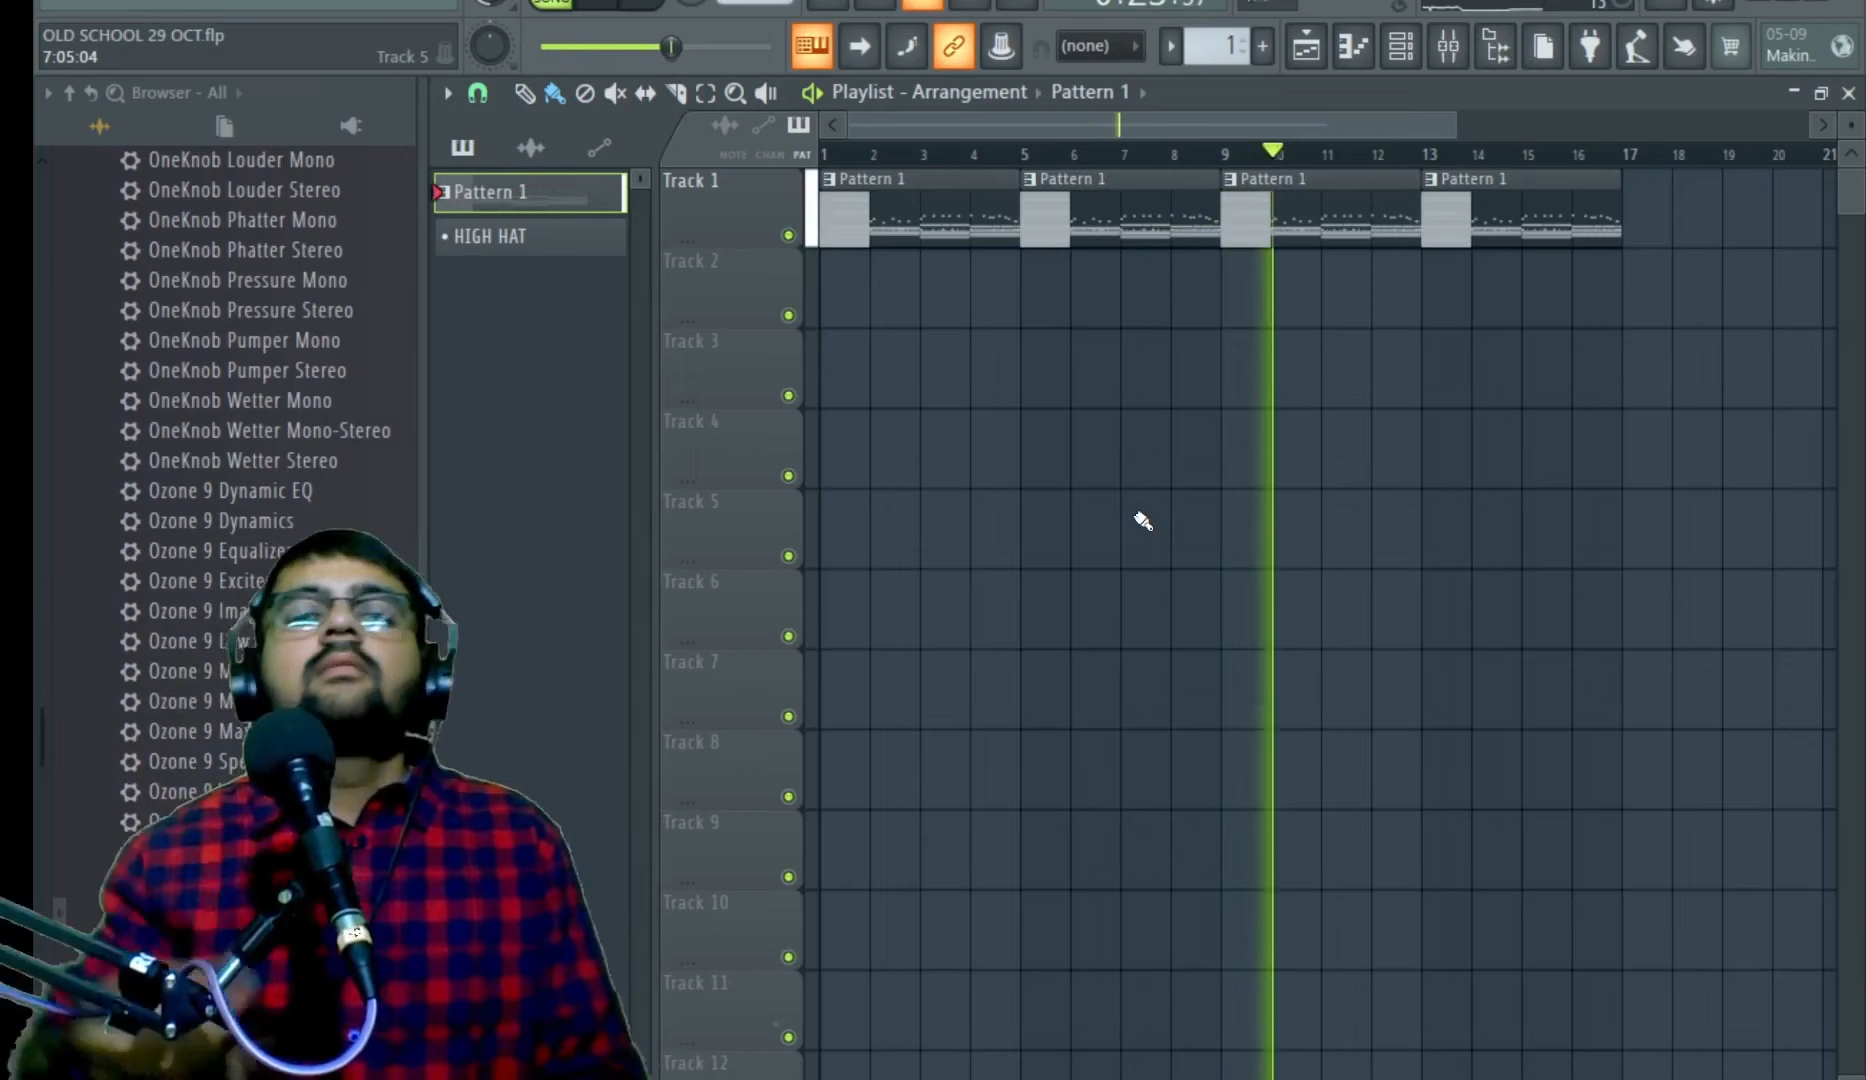 OLD SCHOOL 29 OCT.flp
7:05:04 Track 5
(none) 1 +
05-09
Makin..
Browser - All
Playlist - Arrangement Pattern 1
NOTE CHAN PAT
1 2 3 4 5 6 7 8 9 10 11 12 13 14 15 16 17 18 19 20 21
Pattern 1
HIGH HAT
Track 1 Pattern 1 Pattern 1 Pattern 1 Pattern 1
Track 2
Track 3
Track 4
Track 5
Track 6
Track 7
Track 8
Track 9
Track 10
Track 11
Track 12
OneKnob Louder Mono
OneKnob Louder Stereo
OneKnob Phatter Mono
OneKnob Phatter Stereo
OneKnob Pressure Mono
OneKnob Pressure Stereo
OneKnob Pumper Mono
OneKnob Pumper Stereo
OneKnob Wetter Mono
OneKnob Wetter Mono-Stereo
OneKnob Wetter Stereo
Ozone 9 Dynamic EQ
Ozone 9 Dynamics
Ozone 9
Ozone 9
Ozone 9
Ozone 9
Ozone 9
Ozone 9
Ozone 9
Ozone 9